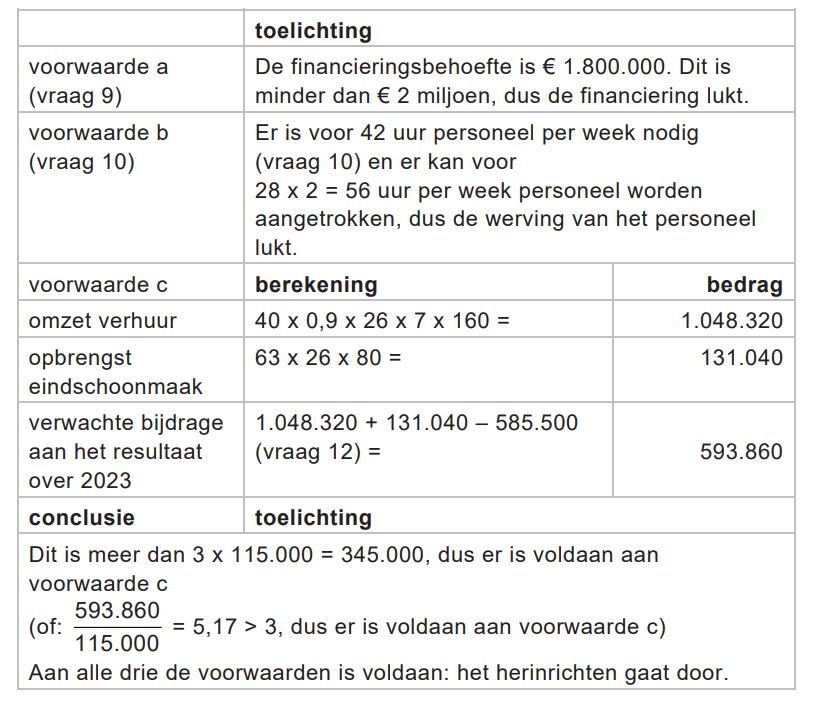 toelichting
voorwaarde a
(vraag 9)
De financieringsbehoefte is € 1.800.000. Dit is
minder dan € 2 miljoen, dus de financiering lukt.
voorwaarde b
(vraag 10)
Er is voor 42 uur personeel per week nodig
(vraag 10) en er kan voor
28 x 2 = 56 uur per week personeel worden
aangetrokken, dus de werving van het personeel
lukt.
voorwaarde c
berekening
bedrag
omzet verhuur
40 x 0,9 x 26 x 7 x 160 =
1.048.320
opbrengst
eindschoonmaak
63 x 26 x 80 =
131.040
verwachte bijdrage
aan het resultaat
over 2023
1.048.320 + 131.040 – 585.500
(vraag 12) =
593.860
conclusie
toelichting
Dit is meer dan 3 x 115.000 = 345.000, dus er is voldaan aan
voorwaarde c
(of: 593.860 / 115.000 = 5,17 > 3, dus er is voldaan aan voorwaarde c)
Aan alle drie de voorwaarden is voldaan: het herinrichten gaat door.